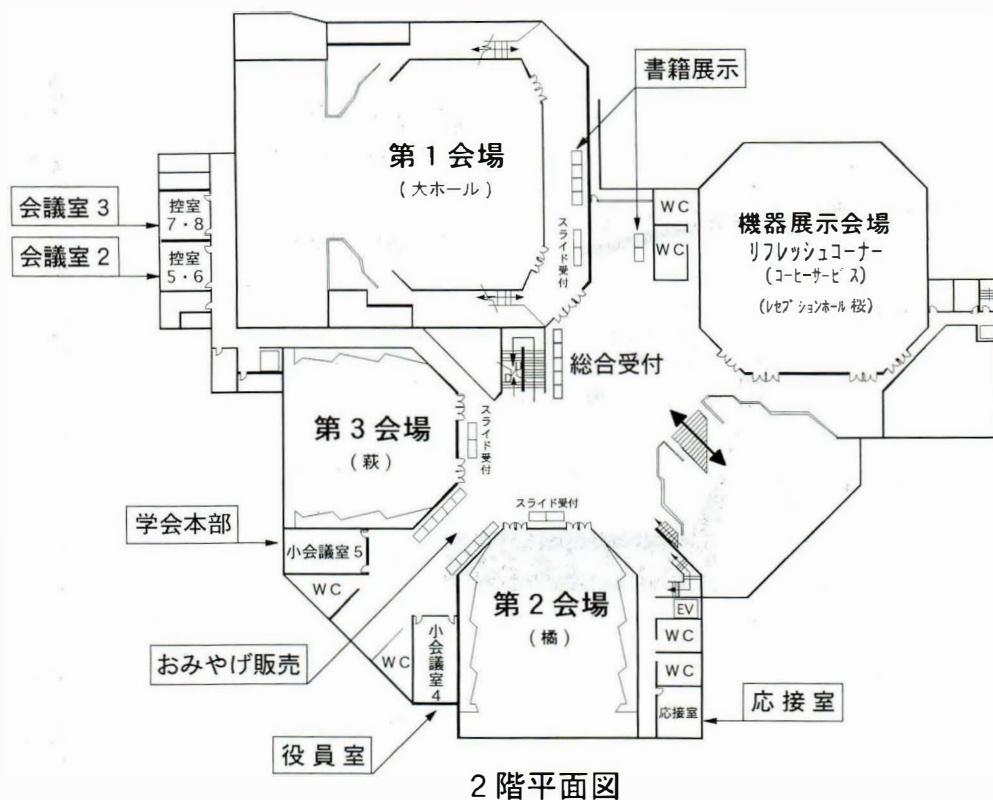 書籍展示
第1会場
(大ホール)
会議室3
控室
7・8
会議室2
控室
5・6
スライド受付
WC
WC
機器展示会場
リフレッシュコーナー
(コーヒーサービス)
(レセプションホール桜)
総合受付
第3会場
(萩)
スライド受付
スライド受付
学会本部
小会議室5
WC
第2会場
(橘)
EV
WC
小会議室4
WC
WC
おみやげ販売
応接室
応接室
役員室
2階平面図